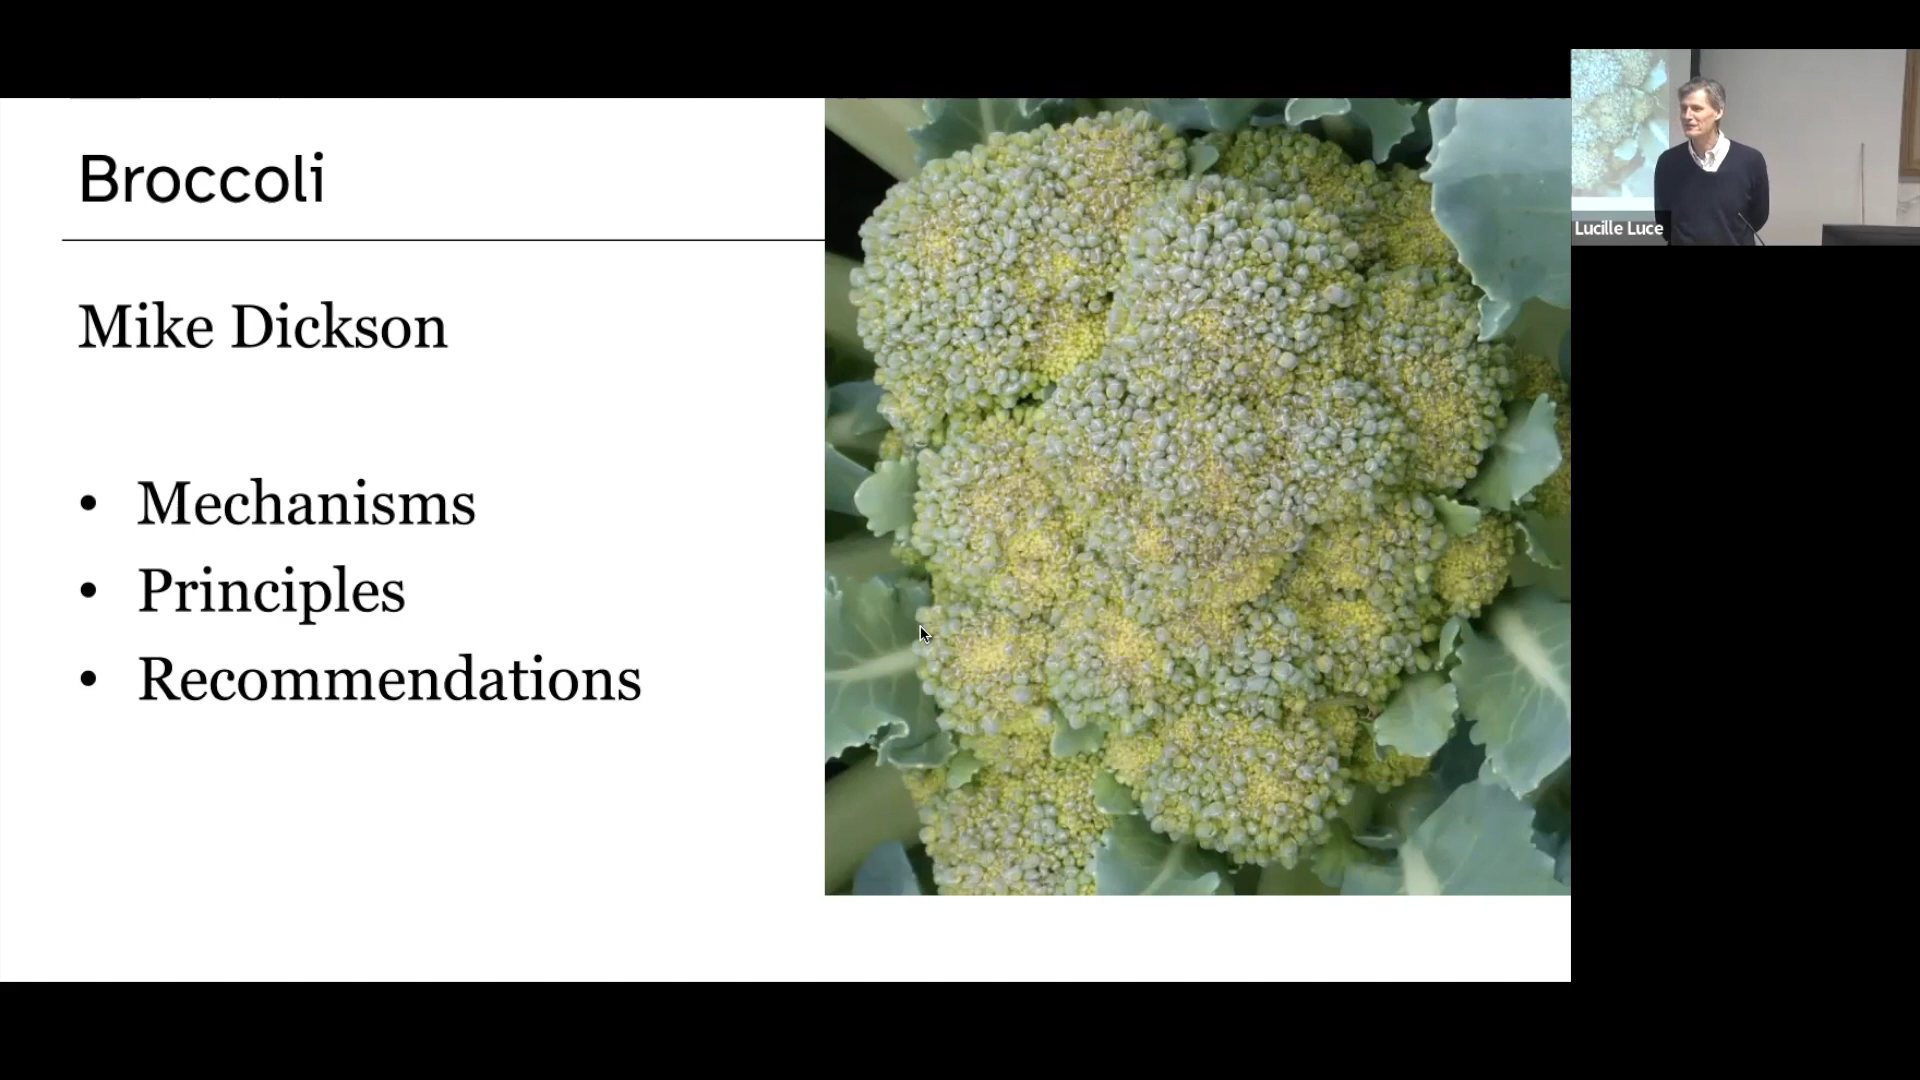 Broccoli
Mike Dickson
• Mechanisms
• Principles
• Recommendations
Lucille Luce